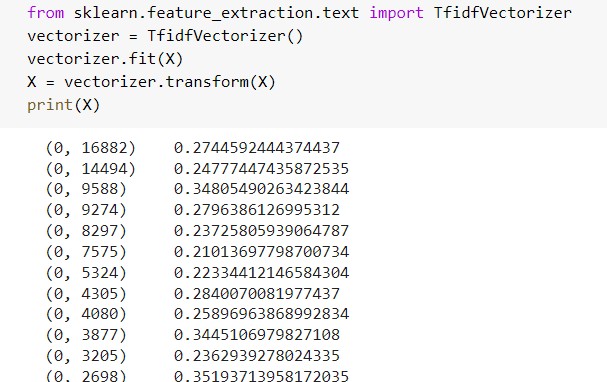 from sklearn.feature_extraction.text import TfidfVectorizer
vectorizer = TfidfVectorizer()
vectorizer.fit(X)
X = vectorizer.transform(X)
print(X)
(0, 16882) 0.2744592444374437
(0, 14494) 0.24777447435872535
(0, 9588) 0.34805490263423844
(0, 9274) 0.2796386126995312
(0, 8297) 0.23725805939064787
(0, 7575) 0.21013697798700734
(0, 5324) 0.22334412146584304
(0, 4305) 0.2840070081977437
(0, 4080) 0.25896963868992834
(0, 3877) 0.3445106979827108
(0, 3205) 0.2362939278024335
(0, 2698) 0.35193713958172035